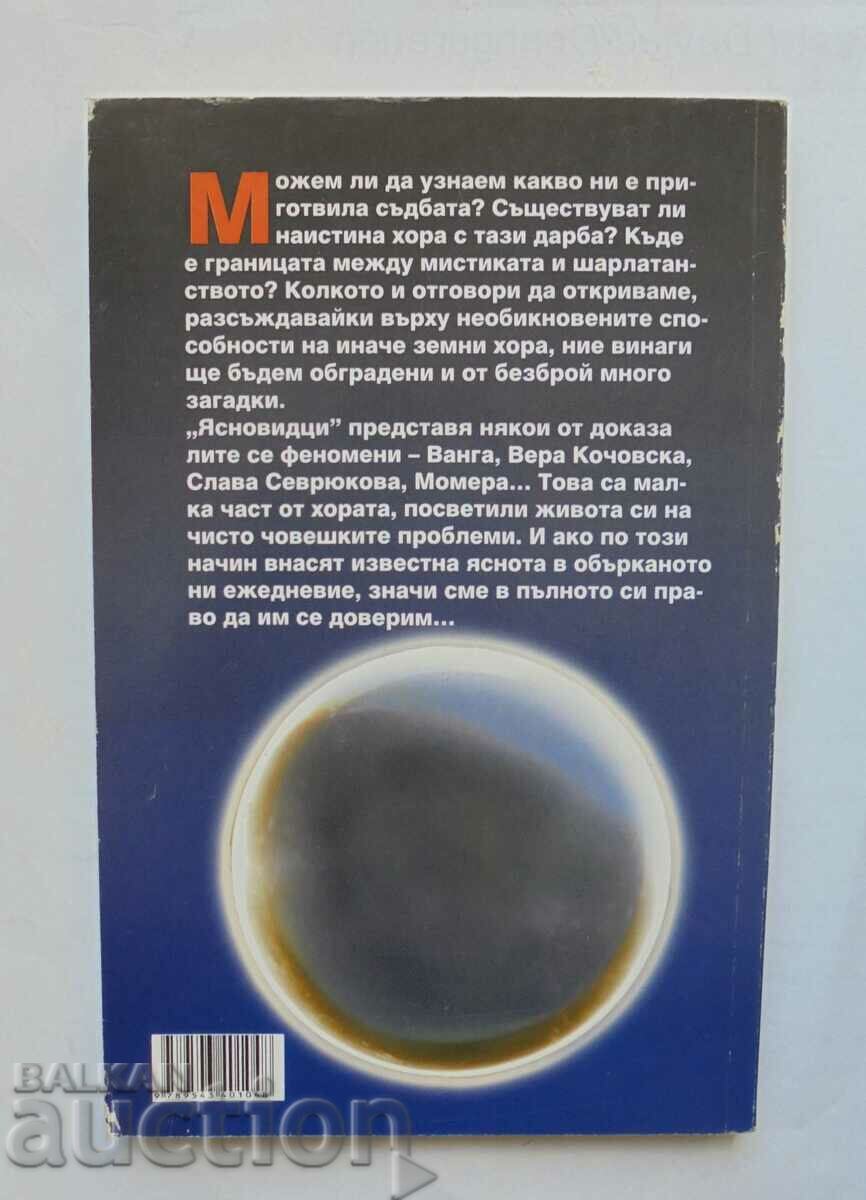 Можем ли да узнаем какво ни е при-
готвила съдбата? Съществуват ли
наистина хора с тази дарба? Къде
е границата между мистиката и шарлатан-
ството? Колкото и отговори да откриваме,
разсъждавайки върху необикновените спо-
собности на иначе земни хора, ние винаги
ще бъдем обградени и от безброй много
загадки.
„Ясновидци” представя някои от доказа
лите се феномени – Ванга, Вера Кочовска,
Слава Севрюкова, Момера... Това са мал-
ка част от хората, посветили живота си на
чисто човешките проблеми. И ако по този
начин внасят известна яснота в обърканото
ни ежедневие, значи сме в пълното си пра-
во да им се доверим...
BALKAN
auction
9 789543 401048